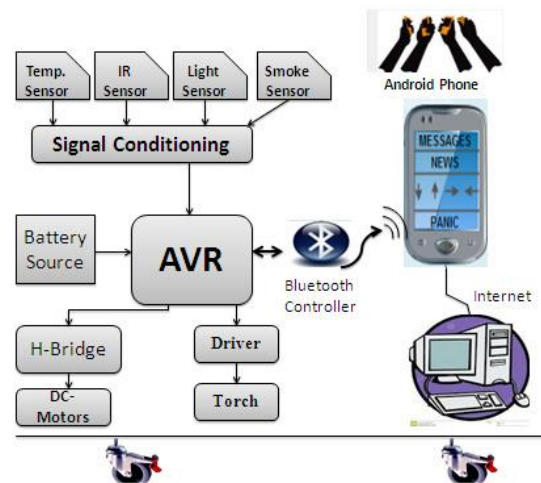 Temp.
Sensor
IR
Sensor
Light
Sensor
Smoke
Sensor
Android Phone
Signal Conditioning
MESSAGES
NEWS
PANIC
Battery
Source
AVR
Bluetooth
Controller
Internet
H-Bridge
Driver
DC-
Motors
Torch